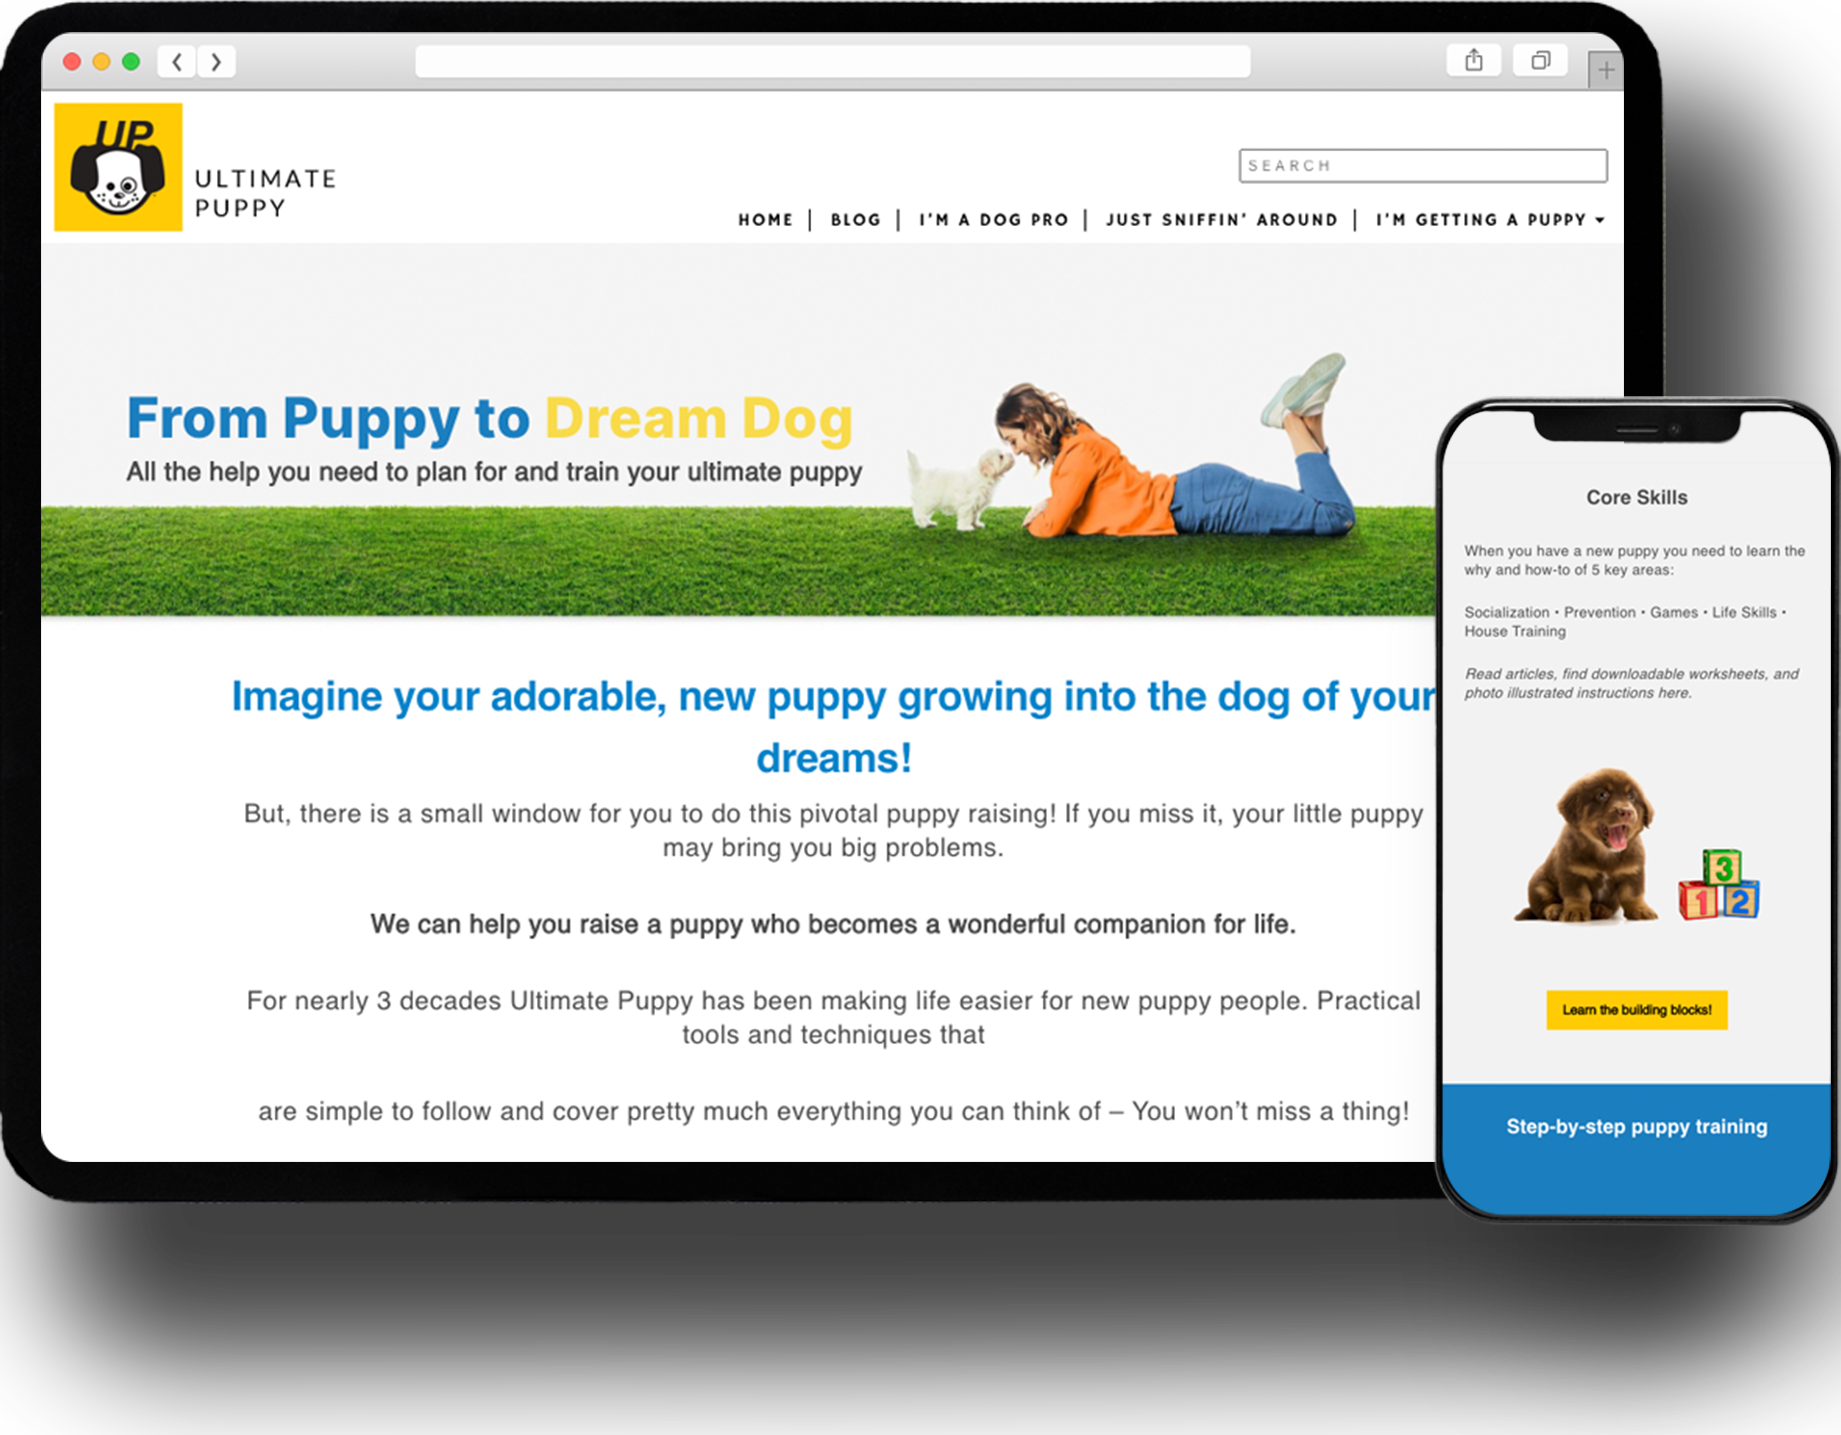 UP
ULTIMATE
PUPPY
SEARCH
HOME | BLOG | I'M A DOG PRO | JUST SNIFFIN' AROUND | I'M GETTING A PUPPY
From Puppy to Dream Dog
All the help you need to plan for and train your ultimate puppy
Imagine your adorable, new puppy growing into the dog of your
dreams!
But, there is a small window for you to do this pivotal puppy raising! If you miss it, your little puppy
may bring you big problems.
We can help you raise a puppy who becomes a wonderful companion for life.
For nearly 3 decades Ultimate Puppy has been making life easier for new puppy people. Practical
tools and techniques that
are simple to follow and cover pretty much everything you can think of – You won't miss a thing!
Core Skills
When you have a new puppy you need to learn the
why and how-to of 5 key areas:
Socialization • Prevention • Games • Life Skills •
House Training
Read articles, find downloadable worksheets, and
photo illustrated instructions here.
3
1 2
Learn the building blocks!
Step-by-step puppy training